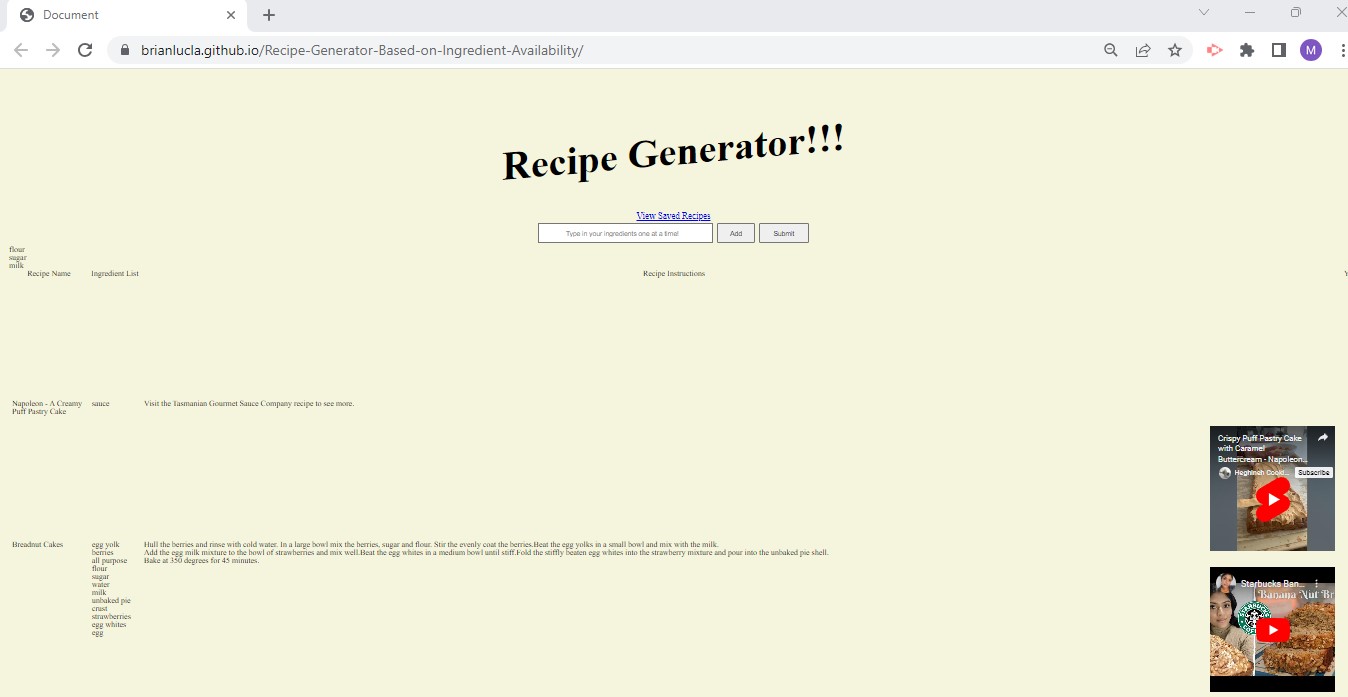 Document
brianlucla.github.io/Recipe-Generator-Based-on-Ingredient-Availability/
M
Recipe Generator!!!
View Saved Recipes
Type in your ingredients one at a time! Add Submit
flour
sugar
milk
Recipe Name Ingredient List Recipe Instructions Y
Napoleon - A Creamy
Puff Pastry Cake
sauce
Visit the Tasmanian Gourmet Sauce Company recipe to see more.
Crispy Puff Pastry Cake
with Caramel
Buttercream - Napoleon...
Heghineh Cooki... Subscribe
Breadnut Cakes
egg yolk
berries
all purpose
flour
sugar
water
milk
unbaked pie
crust
strawberries
egg whites
egg
Hull the berries and rinse with cold water. In a large bowl mix the berries, sugar and flour. Stir the evenly coat the berries.Beat the egg yolks in a small bowl and mix with the milk.
Add the egg milk mixture to the bowl of strawberries and mix well.Beat the egg whites in a medium bowl until stiff.Fold the stiffly beaten egg whites into the strawberry mixture and pour into the unbaked pie shell.
Bake at 350 degrees for 45 minutes.
Starbucks Ban...
Banana Nut Br